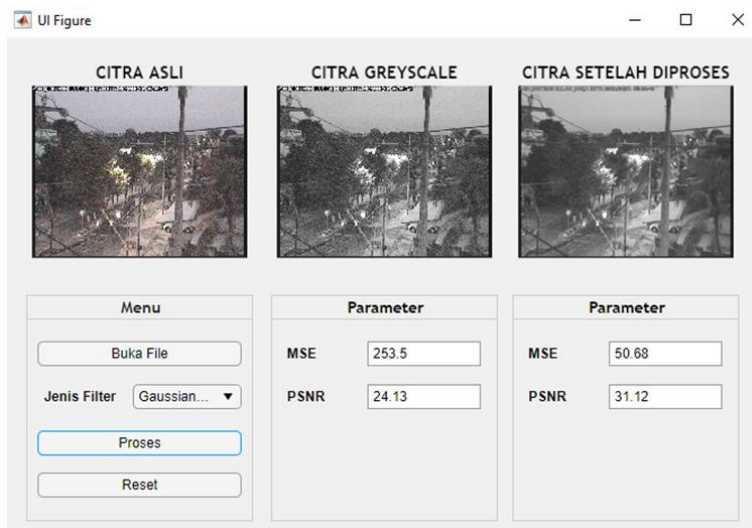 UI Figure
CITRA ASLI
CITRA GREYSCALE
CITRA SETELAH DIPROSES
Menu
Buka File
Jenis Filter
Gaussian...
Proses
Reset
Parameter
MSE 253.5
PSNR 24.13
Parameter
MSE 50.68
PSNR 31.12